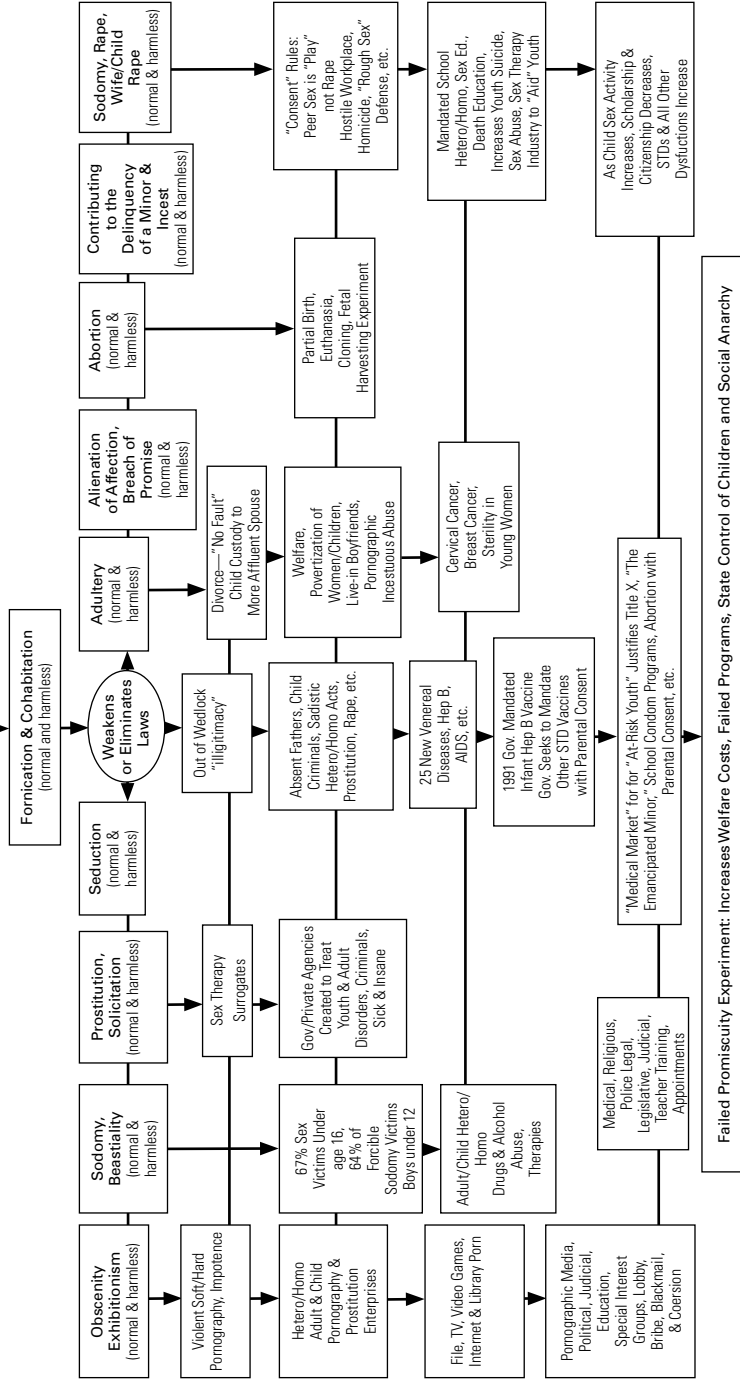 Fornication & Cohabitation
(normal and harmless)
Weakens
or Eliminates
Laws
Obscenity
Exhibitionism
(normal & harmless)
Sodomy,
Beastiality
(normal &
harmless)
Prostitution,
Solicitation
(normal & harmless)
Seduction
(normal &
harmless)
Adultery
(normal &
harmless)
Alienation
of Affection,
Breach of
Promise
(normal &
harmless)
Abortion
(normal &
harmless)
Contributing
to the
Delinquency
of a Minor &
Incest
(normal & harmless)
Sodomy, Rape,
Wife/Child
Rape
(normal & harmless)
Violent Soft/Hard
Pornography, Impotence
Sex Therapy
Surrogates
Out of Wedlock
"illigitimacy"
Divorce—"No Fault"
Child Custody to
More Affluent Spouse
Hetero/Homo
Adult & Child
Pornography &
Prostitution
Enterprises
67% Sex
Victims Under
age 16,
64% of
Forcible
Sodomy Victims
Boys under 12
Gov/Private Agencies
Created to Treat
Youth & Adult
Disorders, Criminals,
Sick & Insane
Absent Fathers, Child
Criminals, Sadistic
Hetero/Homo Acts,
Prostitution, Rape, etc.
Welfare,
Povertization of
Women/Children,
Live-in Boyfriends,
Pornographic
Incestuous Abuse
Partial Birth,
Euthanasia,
Cloning, Fetal
Harvesting Experiment
"Consent" Rules:
Peer Sex is "Play"
not Rape
Hostile Workplace,
Homicide, "Rough Sex"
Defense, etc.
File, TV, Video Games,
Internet & Library Porn
Adult/Child Hetero/
Homo
Drugs & Alcohol
Abuse,
Therapies
25 New Venereal
Diseases, Hep B,
AIDS, etc.
Cervical Cancer,
Breast Cancer,
Sterility in
Young Women
Mandated School
Hetero/Homo, Sex Ed.,
Death Education,
Increases Youth Suicide,
Sex Abuse, Sex Therapy
Industry to "Aid" Youth
1991 Gov. Mandated
Infant Hep B Vaccine
Gov. Seeks to Mandate
Other STD Vaccines
with Parental Consent
Pornographic Media,
Political, Judicial,
Education,
Special Interest
Groups, Lobby,
Bribe, Blackmail,
& Coersion
Medical, Religious,
Police Legal,
Legislative, Judicial,
Teacher Training,
Appointments
"Medical Market" for for "At-Risk Youth" Justifies Title X, "The
Emancipated Minor," School Condom Programs, Abortion with
Parental Consent, etc.
As Child Sex Activity
Increases, Scholarship &
Citizenship Decreases,
STDs & All Other
Dysfuctions Increase
Failed Promiscuity Experiment: Increases Welfare Costs, Failed Programs, State Control of Children and Social Anarchy